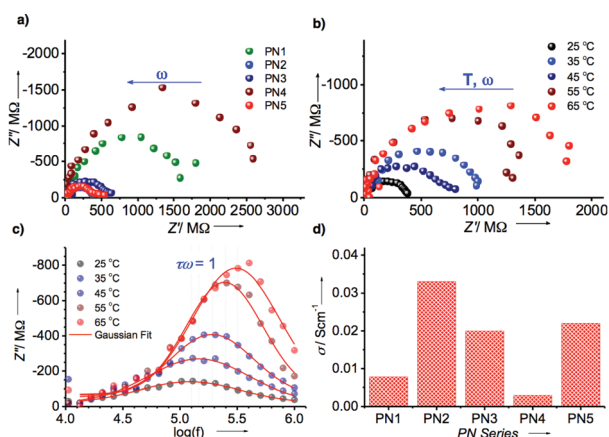 a)
-2000
-1500
-1000
-500
0
Z''/ MΩ
ω
PN1
PN2
PN3
PN4
PN5
0 500 1000 1500 2000 2500 3000
Z'/ MΩ
b)
-1000
-500
0
Z''/ MΩ
T, ω
25 °C
35 °C
45 °C
55 °C
65 °C
0 500 1000 1500 2000
Z'/ MΩ
c)
-800
-600
-400
-200
0
Z''/ MΩ
25 °C
35 °C
45 °C
55 °C
65 °C
Gaussian Fit
τω = 1
4.0 4.5 5.0 5.5 6.0
log(f)
d)
0.04
0.03
0.02
0.01
0.00
σ/ Scm⁻¹
PN1 PN2 PN3 PN4 PN5
PN Series